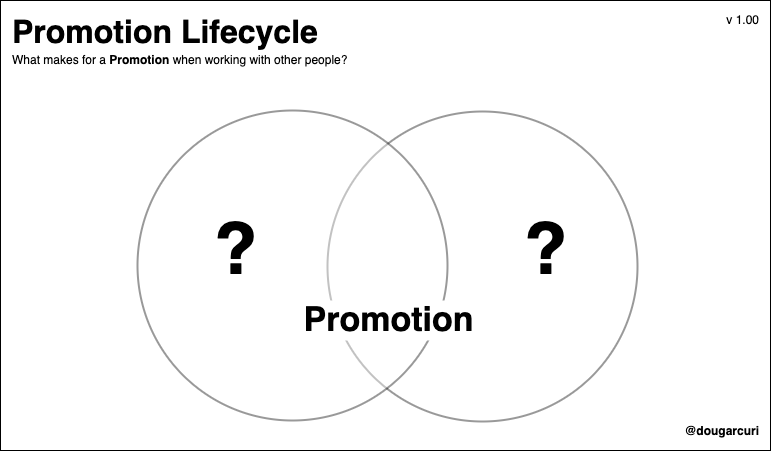 Promotion Lifecycle
v 1.00
What makes for a Promotion when working with other people?
? ?
Promotion
@dougarcuri